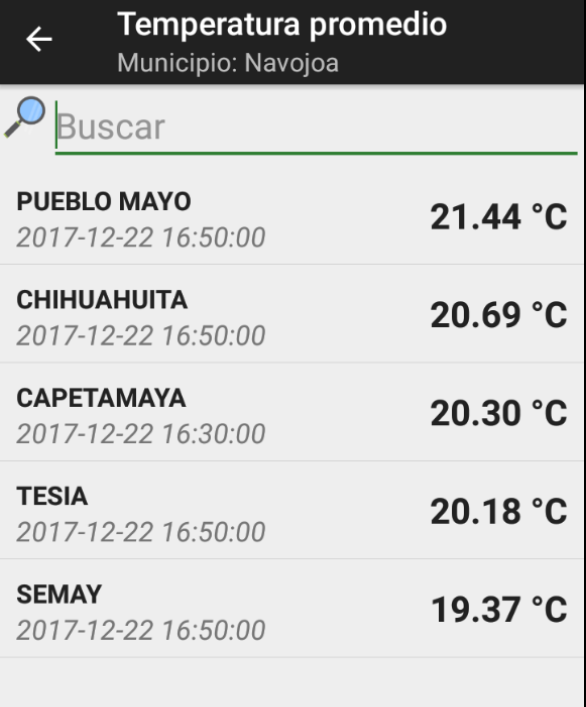 Temperatura promedio
Municipio: Navojoa
Buscar
PUEBLO MAYO
2017-12-22 16:50:00
21.44 °C
CHIHUAHUITA
2017-12-22 16:50:00
20.69 °C
CAPETAMAYA
2017-12-22 16:30:00
20.30 °C
TESIA
2017-12-22 16:50:00
20.18 °C
SEMAY
2017-12-22 16:50:00
19.37 °C